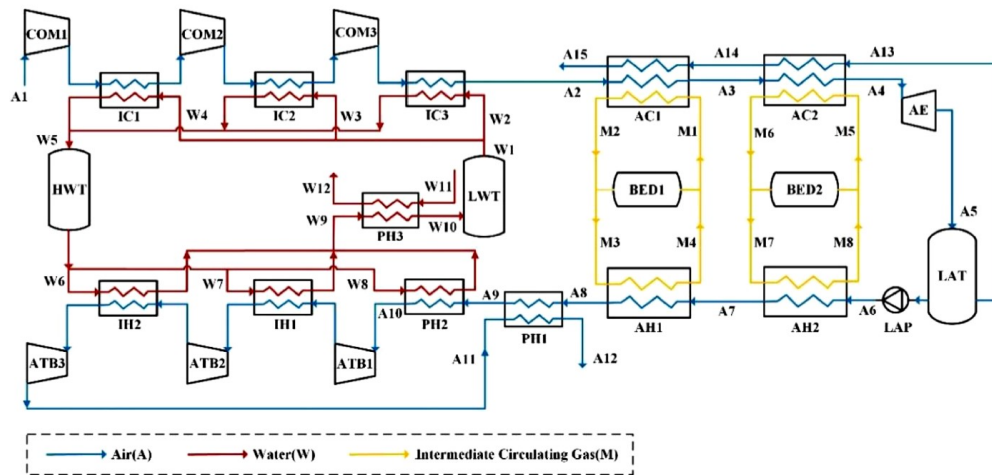 COM1 COM2 COM3
A15 A14 A13
A1 IC1 W4 IC2 W3 IC3 W2 A2 AC1 A3 AC2 A4 AE
W5 W1 M2 M1 M6 M5
HWT W12 W11 LWT BED1 BED2
W9 W10 A5
PH3 M3 M4 M7 M8
W6 W7 W8 A9 A8 A7 A6 LAT
IH2 IH1 A10 PH2 PH1 AH1 AH2 LAP
ATB3 ATB2 ATB1 A11 A12
Air(A) Water(W) Intermediate Circulating Gas(M)